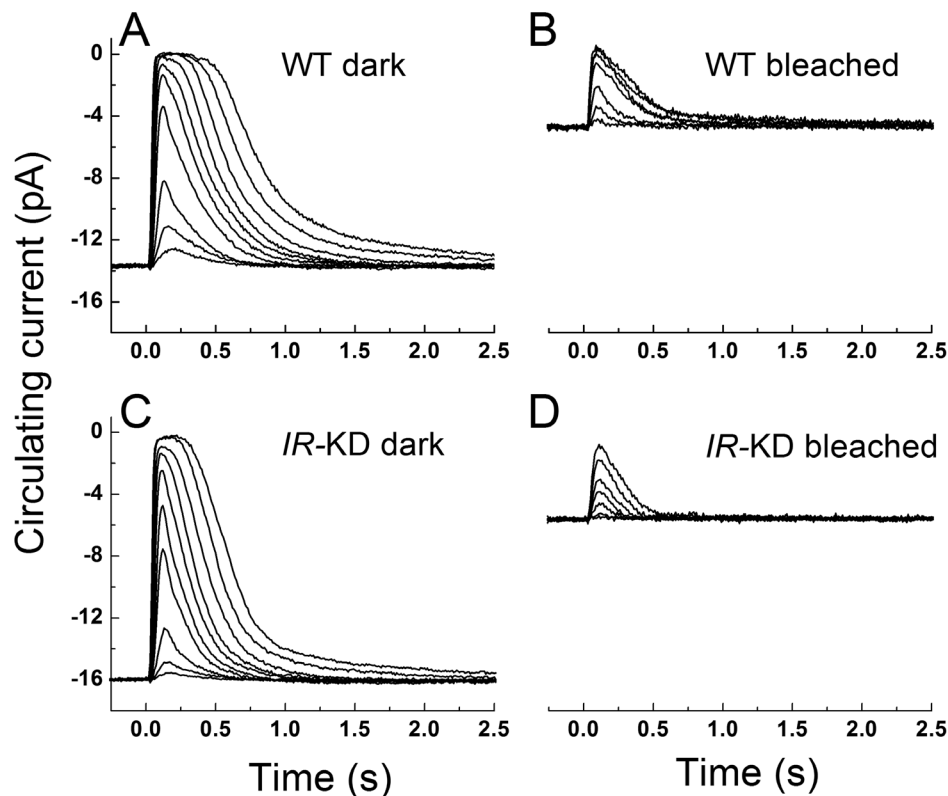 A
WT dark
0
-4
-8
-12
-16
0.0 0.5 1.0 1.5 2.0 2.5
B
WT bleached
0.0 0.5 1.0 1.5 2.0 2.5
Circulating current (pA)
C
IR-KD dark
0
-4
-8
-12
-16
0.0 0.5 1.0 1.5 2.0 2.5
Time (s)
D
IR-KD bleached
0.0 0.5 1.0 1.5 2.0 2.5
Time (s)